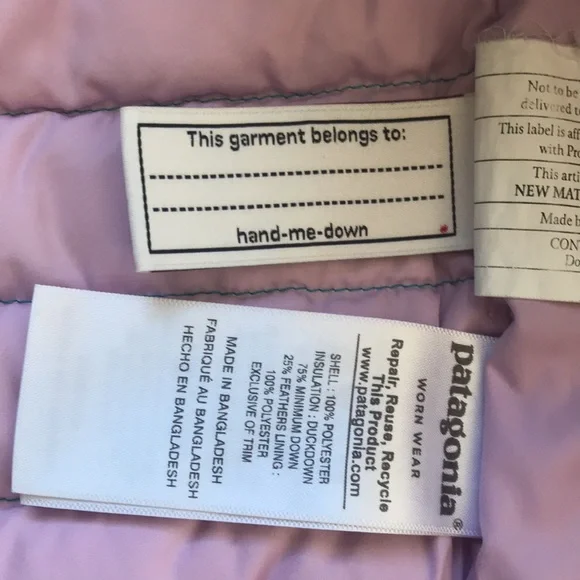 This garment belongs to:
hand-me-down
Not to be
delivered t
This label is aff
with Pr
This arti
NEW MAT
Made b
CON
Do
patagonia®
WORN WEAR
Repair, Reuse, Recycle
This Product
www.patagonia.com
SHELL : 100% POLYESTER
INSULATION : DUCKDOWN
75% MINIMUM DOWN
25% FEATHERS LINING :
100% POLYESTER
EXCLUSIVE OF TRIM
MADE IN BANGLADESH
FABRIQUÉ AU BANGLADESH
HECHO EN BANGLADESH